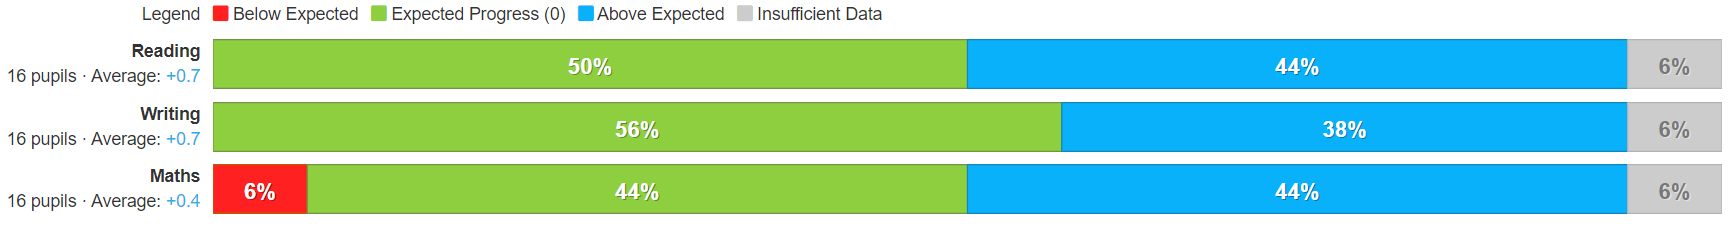 Legend Below Expected Expected Progress (0) Above Expected Insufficient Data
Reading
16 pupils · Average: +0.7
50% 44% 6%
Writing
16 pupils · Average: +0.7
56% 38% 6%
Maths
16 pupils · Average: +0.4
6% 44% 44% 6%